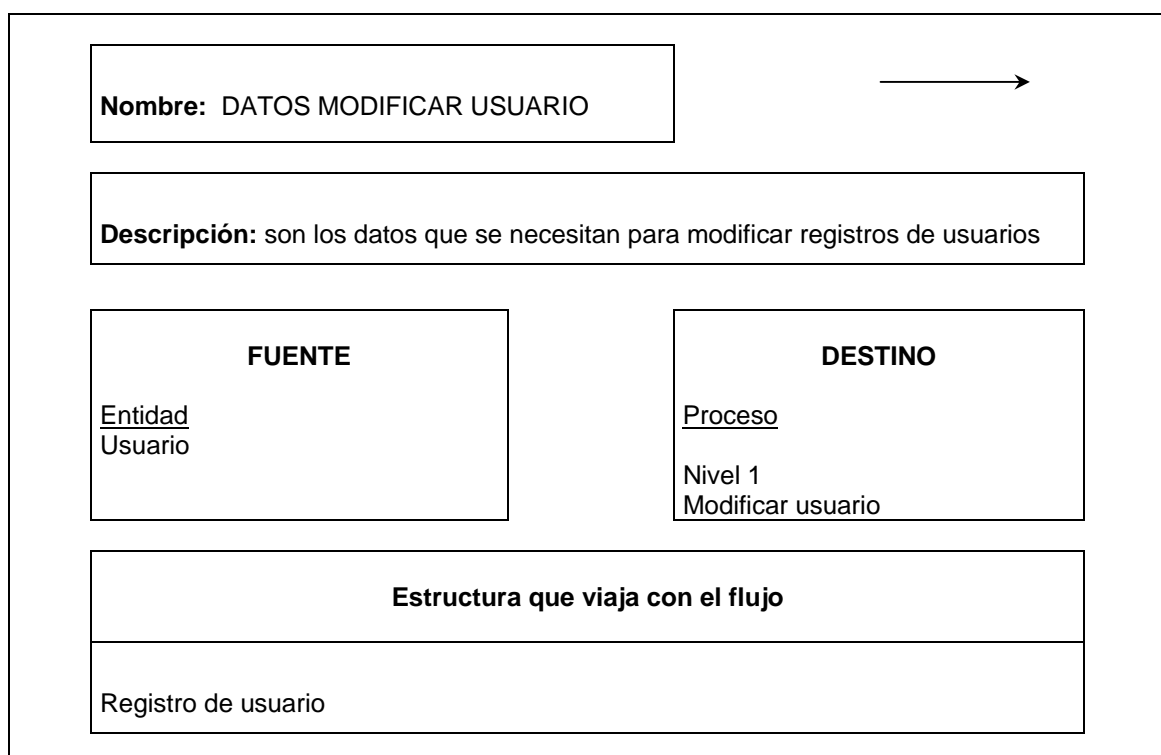 Nombre: DATOS MODIFICAR USUARIO
Descripción: son los datos que se necesitan para modificar registros de usuarios
FUENTE
Entidad
Usuario
DESTINO
Proceso
Nivel 1
Modificar usuario
Estructura que viaja con el flujo
Registro de usuario